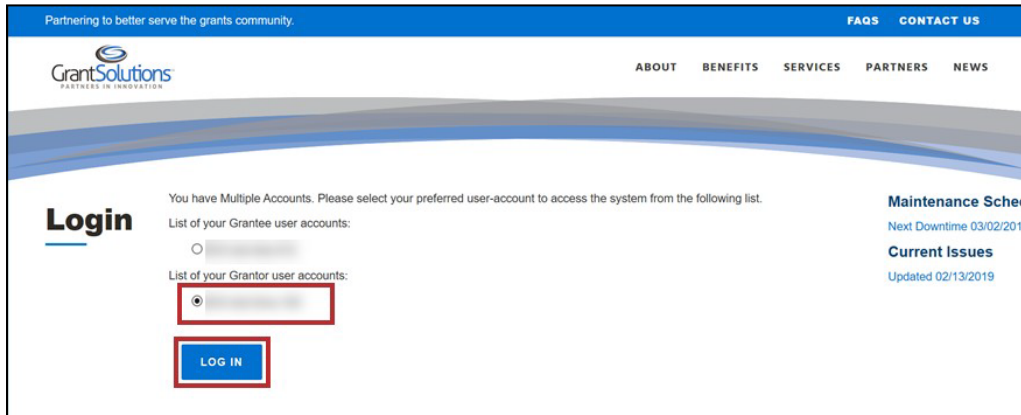 Partnering to better serve the grants community.
FAQS CONTACT US
GrantSolutions
PARTNERS IN INNOVATION
ABOUT BENEFITS SERVICES PARTNERS NEWS
Login
You have Multiple Accounts. Please select your preferred user-account to access the system from the following list.
List of your Grantee user accounts:
List of your Grantor user accounts:
LOG IN
Maintenance Sche
Next Downtime 03/02/201
Current Issues
Updated 02/13/2019